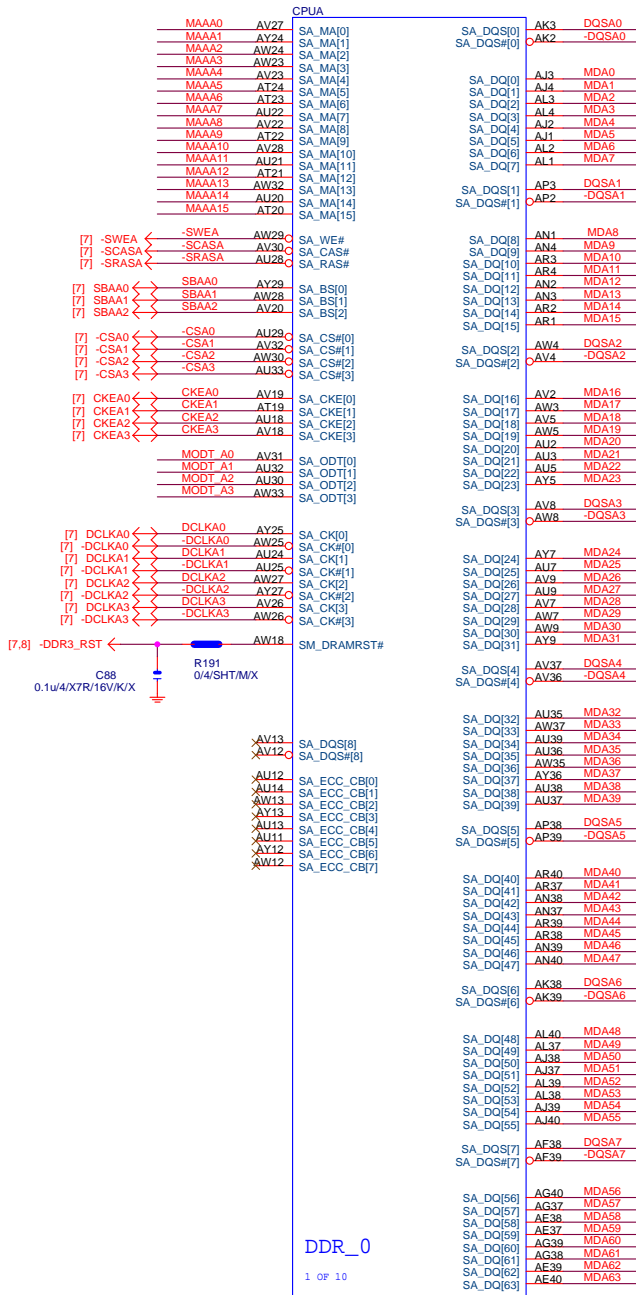 CPUA
MAAA0 AV27 SA_MA[0]
MAAA1 AY24 SA_MA[1]
MAAA2 AW24 SA_MA[2]
MAAA3 AW23 SA_MA[3]
MAAA4 AV23 SA_MA[4]
MAAA5 AT24 SA_MA[5]
MAAA6 AT23 SA_MA[6]
MAAA7 AU22 SA_MA[7]
MAAA8 AV22 SA_MA[8]
MAAA9 AT22 SA_MA[9]
MAAA10 AV28 SA_MA[10]
MAAA11 AU21 SA_MA[11]
MAAA12 AT21 SA_MA[12]
MAAA13 AW32 SA_MA[13]
MAAA14 AU20 SA_MA[14]
MAAA15 AT20 SA_MA[15]
[7] -SWEA -SWEA AW29 SA_WE#
[7] -SCASA -SCASA AV30 SA_CAS#
[7] -SRASA -SRASA AU28 SA_RAS#
[7] SBAA0 SBAA0 AY29 SA_BS[0]
[7] SBAA1 SBAA1 AW28 SA_BS[1]
[7] SBAA2 SBAA2 AV20 SA_BS[2]
[7] -CSA0 -CSA0 AU29 SA_CS#[0]
[7] -CSA1 -CSA1 AV32 SA_CS#[1]
[7] -CSA2 -CSA2 AW30 SA_CS#[2]
[7] -CSA3 -CSA3 AU33 SA_CS#[3]
[7] CKEA0 CKEA0 AV19 SA_CKE[0]
[7] CKEA1 CKEA1 AT19 SA_CKE[1]
[7] CKEA2 CKEA2 AU18 SA_CKE[2]
[7] CKEA3 CKEA3 AV18 SA_CKE[3]
MODT_A0 AV31 SA_ODT[0]
MODT_A1 AU32 SA_ODT[1]
MODT_A2 AU30 SA_ODT[2]
MODT_A3 AW33 SA_ODT[3]
[7] DCLKA0 DCLKA0 AY25 SA_CK[0]
[7] -DCLKA0 -DCLKA0 AW25 SA_CK#[0]
[7] DCLKA1 DCLKA1 AU24 SA_CK[1]
[7] -DCLKA1 -DCLKA1 AU25 SA_CK#[1]
[7] DCLKA2 DCLKA2 AW27 SA_CK[2]
[7] -DCLKA2 -DCLKA2 AY27 SA_CK#[2]
[7] DCLKA3 DCLKA3 AV26 SA_CK[3]
[7] -DCLKA3 -DCLKA3 AW26 SA_CK#[3]
[7,8] -DDR3_RST AW18 SM_DRAMRST#
C88
0.1u/4/X7R/16V/K/X
R191
0/4/SHT/M/X
AV13 SA_DQS[8]
AV12 SA_DQS#[8]
AU12 SA_ECC_CB[0]
AU14 SA_ECC_CB[1]
AW13 SA_ECC_CB[2]
AY13 SA_ECC_CB[3]
AU13 SA_ECC_CB[4]
AU11 SA_ECC_CB[5]
AY12 SA_ECC_CB[6]
AW12 SA_ECC_CB[7]
SA_DQS[0] AK3 DQSA0
SA_DQS#[0] AK2 -DQSA0
SA_DQ[0] AJ3 MDA0
SA_DQ[1] AJ4 MDA1
SA_DQ[2] AL3 MDA2
SA_DQ[3] AL4 MDA3
SA_DQ[4] AJ2 MDA4
SA_DQ[5] AJ1 MDA5
SA_DQ[6] AL2 MDA6
SA_DQ[7] AL1 MDA7
SA_DQS[1] AP3 DQSA1
SA_DQS#[1] AP2 -DQSA1
SA_DQ[8] AN1 MDA8
SA_DQ[9] AN4 MDA9
SA_DQ[10] AR3 MDA10
SA_DQ[11] AR4 MDA11
SA_DQ[12] AN2 MDA12
SA_DQ[13] AN3 MDA13
SA_DQ[14] AR2 MDA14
SA_DQ[15] AR1 MDA15
SA_DQS[2] AW4 DQSA2
SA_DQS#[2] AV4 -DQSA2
SA_DQ[16] AV2 MDA16
SA_DQ[17] AW3 MDA17
SA_DQ[18] AV5 MDA18
SA_DQ[19] AW5 MDA19
SA_DQ[20] AU2 MDA20
SA_DQ[21] AU3 MDA21
SA_DQ[22] AU5 MDA22
SA_DQ[23] AY5 MDA23
SA_DQS[3] AV8 DQSA3
SA_DQS#[3] AW8 -DQSA3
SA_DQ[24] AY7 MDA24
SA_DQ[25] AU7 MDA25
SA_DQ[26] AV9 MDA26
SA_DQ[27] AU9 MDA27
SA_DQ[28] AV7 MDA28
SA_DQ[29] AW7 MDA29
SA_DQ[30] AW9 MDA30
SA_DQ[31] AY9 MDA31
SA_DQS[4] AV37 DQSA4
SA_DQS#[4] AV36 -DQSA4
SA_DQ[32] AU35 MDA32
SA_DQ[33] AW37 MDA33
SA_DQ[34] AU39 MDA34
SA_DQ[35] AU36 MDA35
SA_DQ[36] AW35 MDA36
SA_DQ[37] AY36 MDA37
SA_DQ[38] AU38 MDA38
SA_DQ[39] AU37 MDA39
SA_DQS[5] AP38 DQSA5
SA_DQS#[5] AP39 -DQSA5
SA_DQ[40] AR40 MDA40
SA_DQ[41] AR37 MDA41
SA_DQ[42] AN38 MDA42
SA_DQ[43] AN37 MDA43
SA_DQ[44] AR39 MDA44
SA_DQ[45] AR38 MDA45
SA_DQ[46] AN39 MDA46
SA_DQ[47] AN40 MDA47
SA_DQS[6] AK38 DQSA6
SA_DQS#[6] AK39 -DQSA6
SA_DQ[48] AL40 MDA48
SA_DQ[49] AL37 MDA49
SA_DQ[50] AJ38 MDA50
SA_DQ[51] AJ37 MDA51
SA_DQ[52] AL39 MDA52
SA_DQ[53] AL38 MDA53
SA_DQ[54] AJ39 MDA54
SA_DQ[55] AJ40 MDA55
SA_DQS[7] AF38 DQSA7
SA_DQS#[7] AF39 -DQSA7
SA_DQ[56] AG40 MDA56
SA_DQ[57] AG37 MDA57
SA_DQ[58] AE38 MDA58
SA_DQ[59] AE37 MDA59
SA_DQ[60] AG39 MDA60
SA_DQ[61] AG38 MDA61
SA_DQ[62] AE39 MDA62
SA_DQ[63] AE40 MDA63
DDR_0
1 OF 10